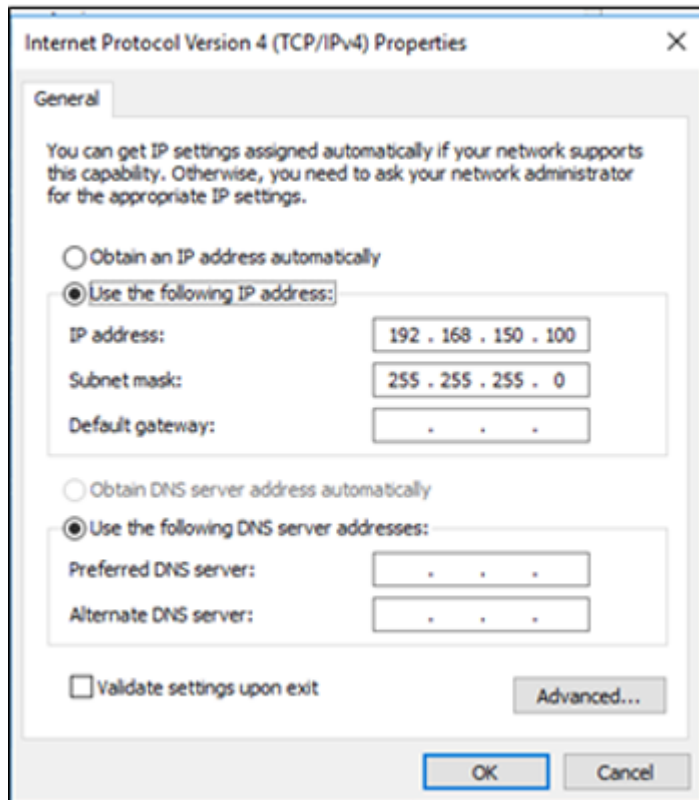 Internet Protocol Version 4 (TCP/IPv4) Properties
General
You can get IP settings assigned automatically if your network supports
this capability. Otherwise, you need to ask your network administrator
for the appropriate IP settings.
Obtain an IP address automatically
Use the following IP address:
IP address: 192 . 168 . 150 . 100
Subnet mask: 255 . 255 . 255 . 0
Default gateway: . . .
Obtain DNS server address automatically
Use the following DNS server addresses:
Preferred DNS server: . . .
Alternate DNS server: . . .
Validate settings upon exit
Advanced...
OK Cancel